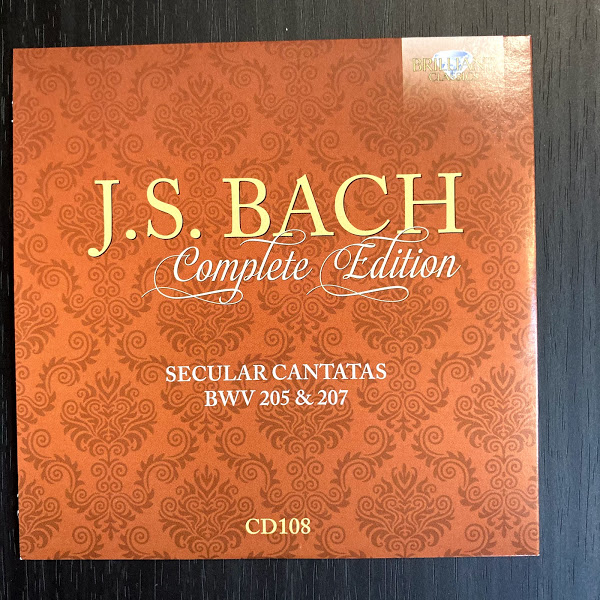 BRILLIANT
CLASSICS
J.S. BACH
Complete Edition
SECULAR CANTATAS
BWV 205 & 207
CD108